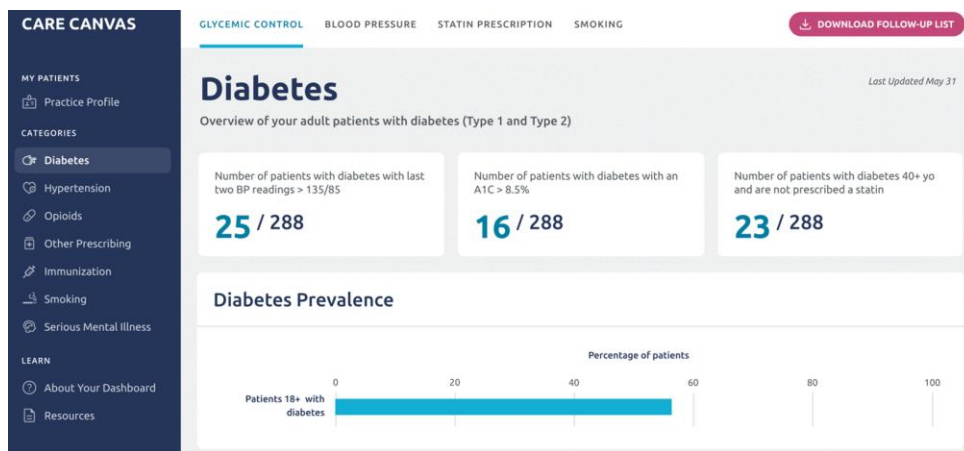 CARE CANVAS
MY PATIENTS
Practice Profile
CATEGORIES
Diabetes
Hypertension
Opioids
Other Prescribing
Immunization
Smoking
Serious Mental Illness
LEARN
About Your Dashboard
Resources
GLYCEMIC CONTROL BLOOD PRESSURE STATIN PRESCRIPTION SMOKING
DOWNLOAD FOLLOW-UP LIST
Diabetes
Last Updated May 31
Overview of your adult patients with diabetes (Type 1 and Type 2)
Number of patients with diabetes with last
two BP readings > 135/85
25 / 288
Number of patients with diabetes with an
A1C > 8.5%
16 / 288
Number of patients with diabetes 40+ yo
and are not prescribed a statin
23 / 288
Diabetes Prevalence
Percentage of patients
0 20 40 60 80 100
Patients 18+ with
diabetes